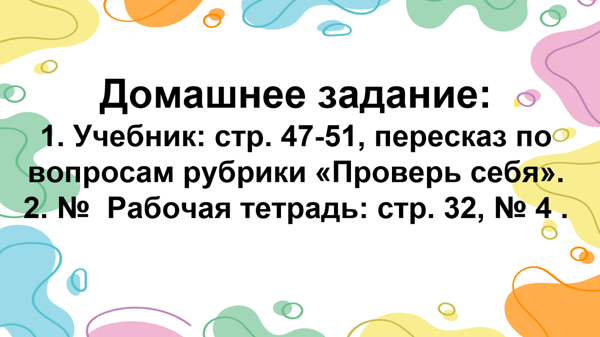 Домашнее задание:
1. Учебник: стр. 47-51, пересказ по
вопросам рубрики «Проверь себя».
2. № Рабочая тетрадь: стр. 32, № 4 .